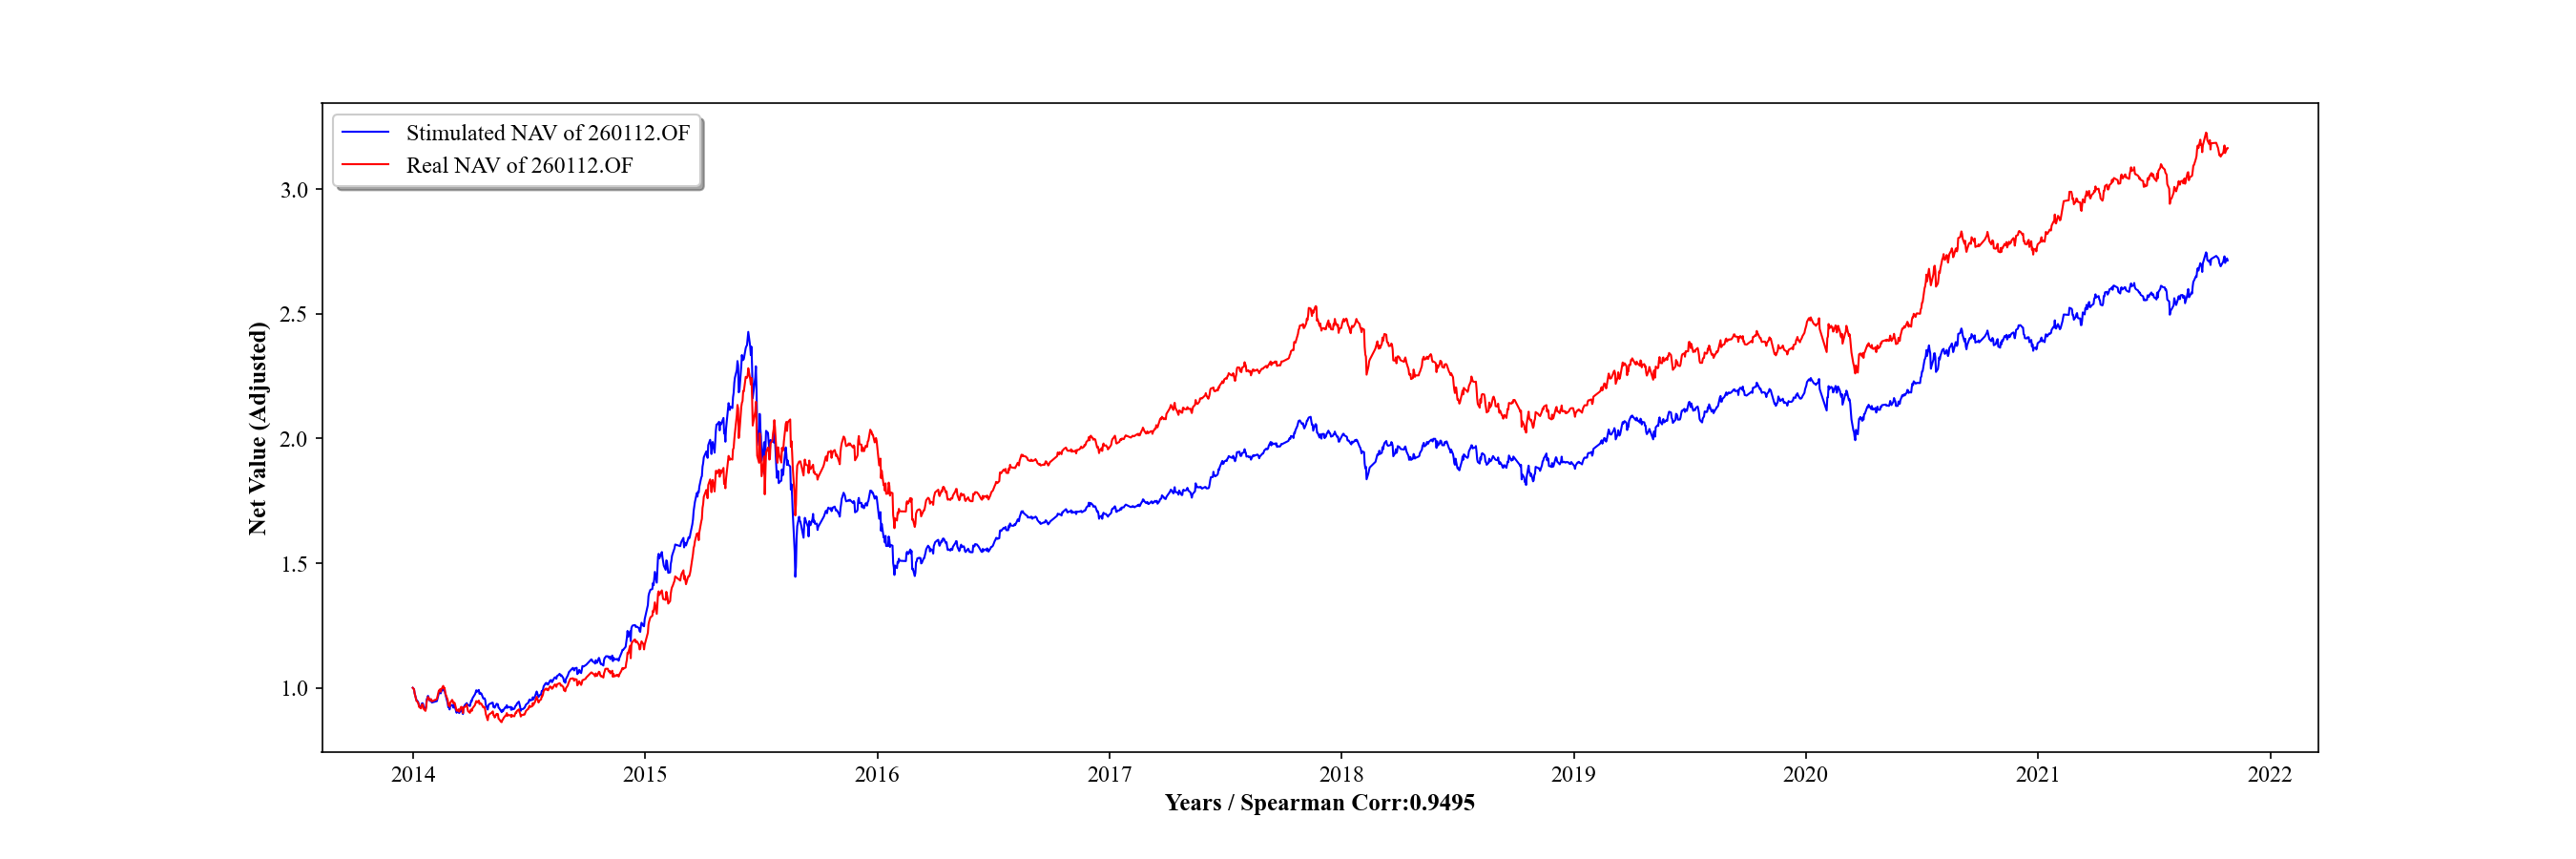 Stimulated NAV of 260112.OF
Real NAV of 260112.OF
Net Value (Adjusted)
3.0
2.5
2.0
1.5
1.0
2014 2015 2016 2017 2018 2019 2020 2021 2022
Years / Spearman Corr:0.9495